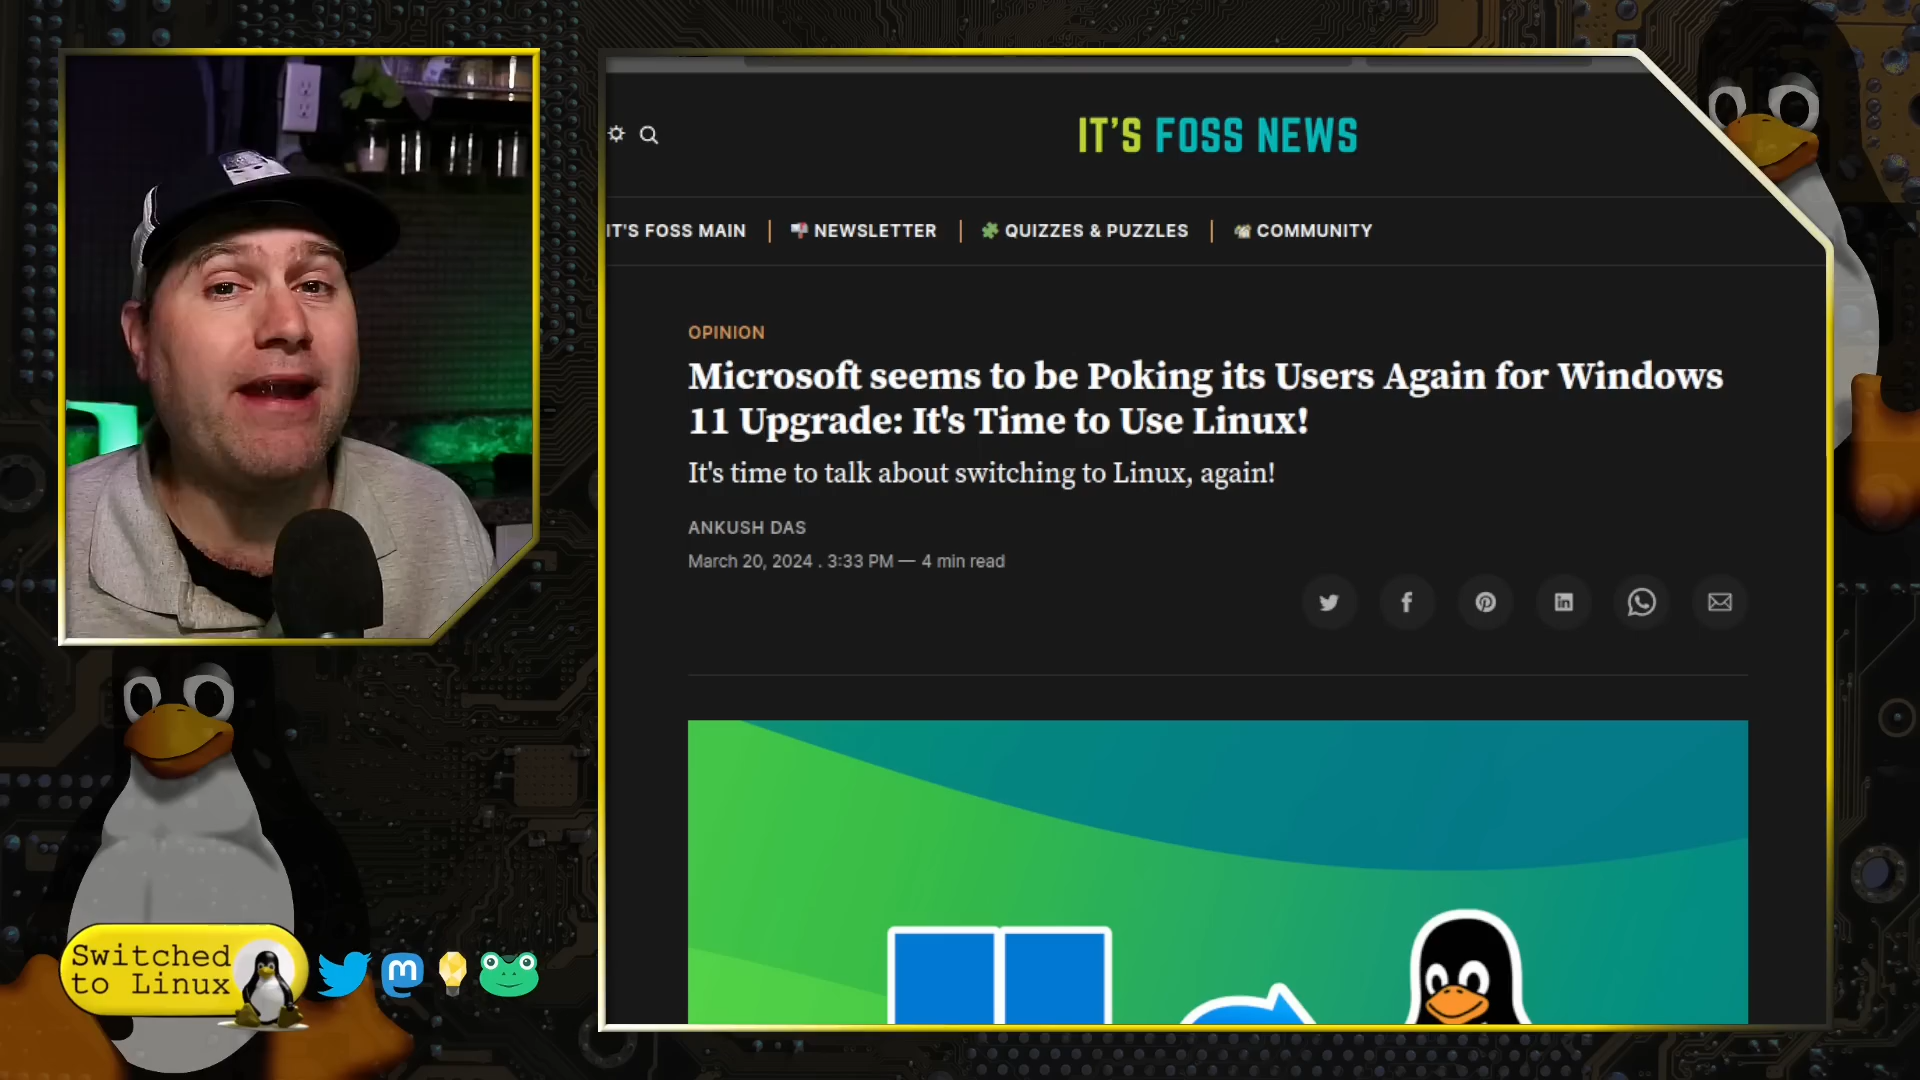 IT'S FOSS NEWS
IT'S FOSS MAIN
NEWSLETTER
QUIZZES & PUZZLES
COMMUNITY
OPINION
Microsoft seems to be Poking its Users Again for Windows
11 Upgrade: It's Time to Use Linux!
It's time to talk about switching to Linux, again!
ANKUSH DAS
March 20, 2024 . 3:33 PM — 4 min read
Switched
to Linux